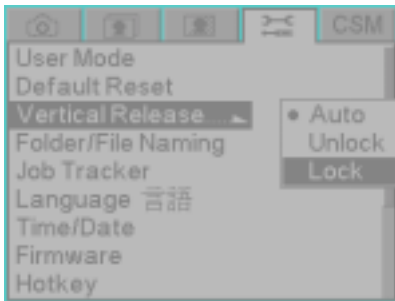 CSM
User Mode
Default Reset
Vertical Release
Auto
Unlock
Lock
Folder/File Naming
Job Tracker
Language 言語
Time/Date
Firmware
Hotkey